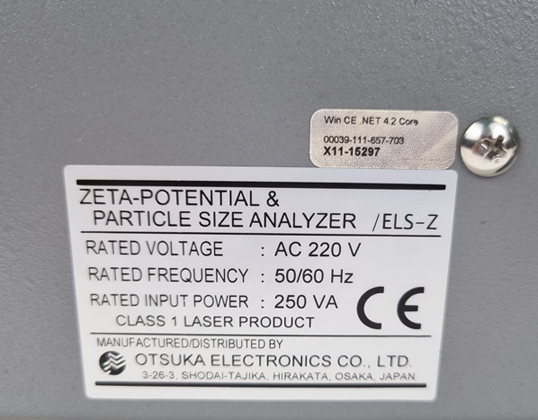 Win CE .NET 4.2 Core
00039-111-657-703
X11-15297
ZETA-POTENTIAL &
PARTICLE SIZE ANALYZER /ELS-Z
RATED VOLTAGE : AC 220 V
RATED FREQUENCY : 50/60 Hz
RATED INPUT POWER : 250 VA
CE
CLASS 1 LASER PRODUCT
MANUFACTURED/DISTRIBUTED BY
OTSUKA ELECTRONICS CO., LTD.
3-26-3, SHODAI-TAJIKA, HIRAKATA, OSAKA, JAPAN